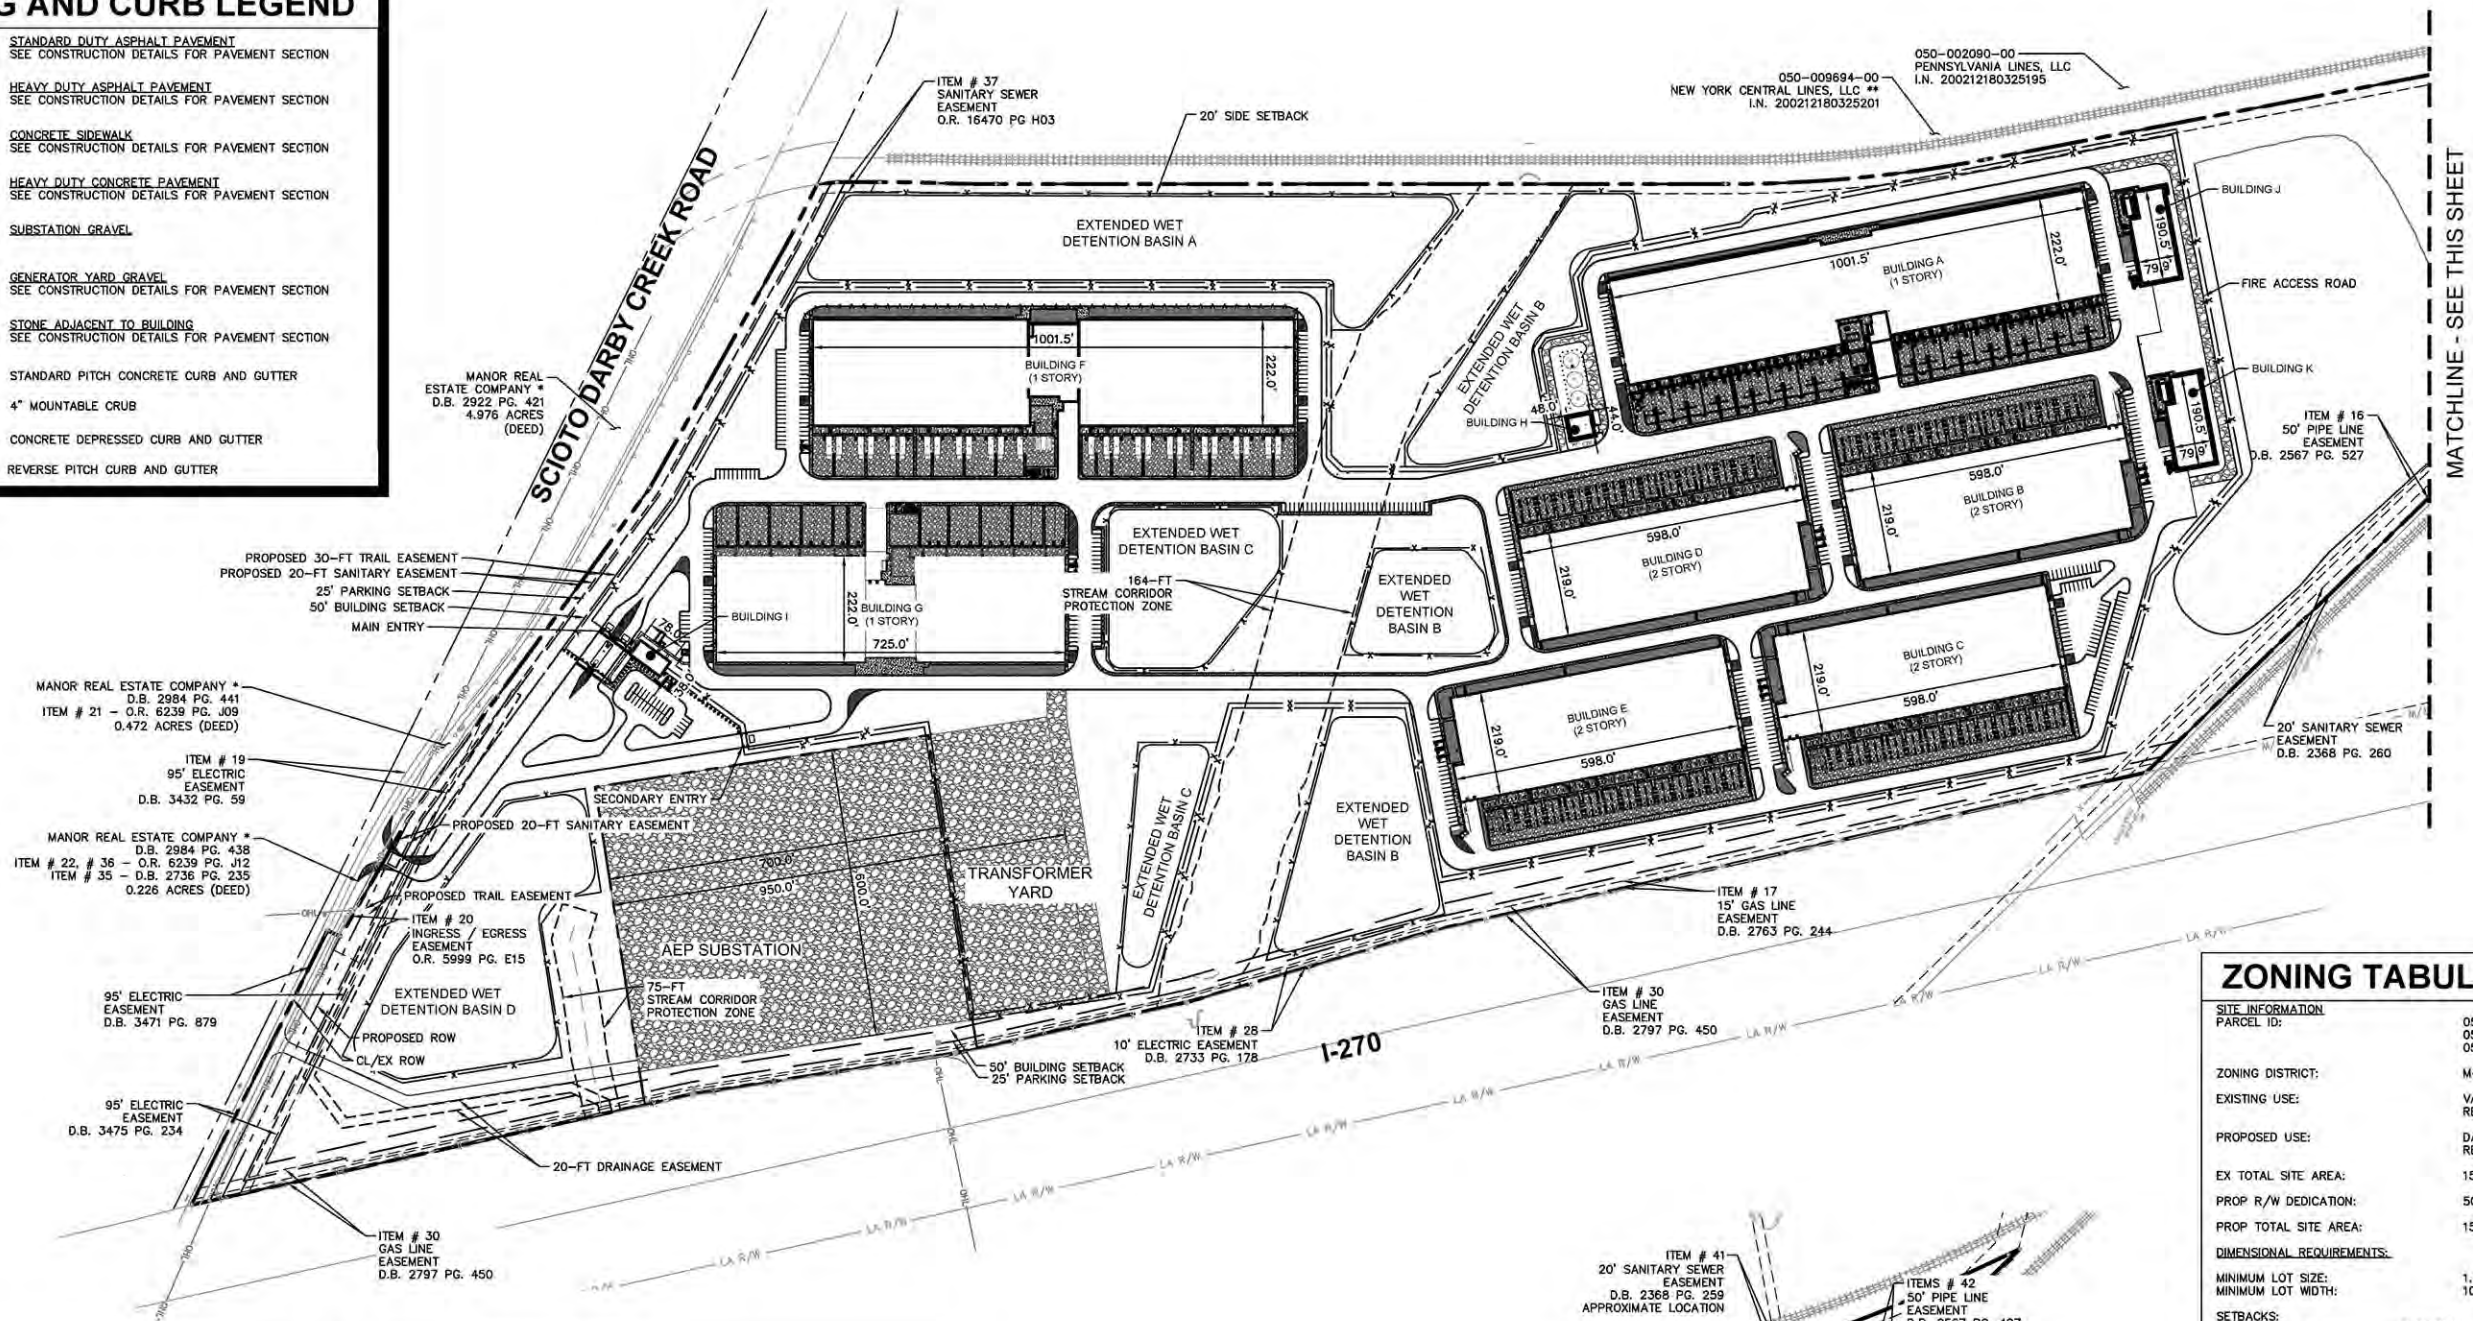 G AND CURB LEGEND
STANDARD DUTY ASPHALT PAVEMENT
SEE CONSTRUCTION DETAILS FOR PAVEMENT SECTION
HEAVY DUTY ASPHALT PAVEMENT
SEE CONSTRUCTION DETAILS FOR PAVEMENT SECTION
CONCRETE SIDEWALK
SEE CONSTRUCTION DETAILS FOR PAVEMENT SECTION
HEAVY DUTY CONCRETE PAVEMENT
SEE CONSTRUCTION DETAILS FOR PAVEMENT SECTION
SUBSTATION GRAVEL
GENERATOR YARD GRAVEL
SEE CONSTRUCTION DETAILS FOR PAVEMENT SECTION
STONE ADJACENT TO BUILDING
SEE CONSTRUCTION DETAILS FOR PAVEMENT SECTION
STANDARD PITCH CONCRETE CURB AND GUTTER
4" MOUNTABLE CRUB
CONCRETE DEPRESSED CURB AND GUTTER
REVERSE PITCH CURB AND GUTTER
SCIOTO DARBY CREEK ROAD
ITEM # 37
SANITARY SEWER
EASEMENT
O.R. 16470 PG H03
20' SIDE SETBACK
050-009694-00
NEW YORK CENTRAL LINES, LLC **
I.N. 200212180325201
050-002090-00
PENNSYLVANIA LINES, LLC
I.N. 200212180325195
MATCHLINE - SEE THIS SHEET
EXTENDED WET
DETENTION BASIN A
EXTENDED WET
DETENTION BASIN B
1001.5'
BUILDING A
(1 STORY)
222.0'
BUILDING J
190.5'
79.9'
FIRE ACCESS ROAD
BUILDING K
190.5'
79.9'
ITEM # 16
50' PIPE LINE
EASEMENT
D.B. 2567 PG. 527
MANOR REAL
ESTATE COMPANY *
D.B. 2922 PG. 421
4.976 ACRES
(DEED)
1001.5'
BUILDING F
(1 STORY)
222.0'
48.0'
44.0'
BUILDING H
598.0'
BUILDING B
(2 STORY)
219.0'
598.0'
BUILDING D
(2 STORY)
219.0'
EXTENDED WET
DETENTION BASIN C
164-FT
STREAM CORRIDOR
PROTECTION ZONE
EXTENDED
WET
DETENTION
BASIN B
PROPOSED 30-FT TRAIL EASEMENT
PROPOSED 20-FT SANITARY EASEMENT
25' PARKING SETBACK
50' BUILDING SETBACK
MAIN ENTRY
BUILDING I
78.0'
222.0'
BUILDING G
(1 STORY)
725.0'
BUILDING C
(2 STORY)
219.0'
598.0'
BUILDING E
(2 STORY)
219.0'
598.0'
20' SANITARY SEWER
EASEMENT
D.B. 2368 PG. 260
MANOR REAL ESTATE COMPANY *
D.B. 2984 PG. 441
ITEM # 21 - O.R. 6239 PG. J09
0.472 ACRES (DEED)
ITEM # 19
95' ELECTRIC
EASEMENT
D.B. 3432 PG. 59
SECONDARY ENTRY
PROPOSED 20-FT SANITARY EASEMENT
MANOR REAL ESTATE COMPANY *
D.B. 2984 PG. 438
ITEM # 22, # 36 - O.R. 6239 PG. J12
ITEM # 35 - D.B. 2736 PG. 235
0.226 ACRES (DEED)
PROPOSED TRAIL EASEMENT
ITEM # 20
INGRESS / EGRESS
EASEMENT
O.R. 5999 PG. E15
700.0'
950.0'
600.0'
AEP SUBSTATION
TRANSFORMER
YARD
EXTENDED WET
DETENTION BASIN C
EXTENDED
WET
DETENTION
BASIN B
ITEM # 17
15' GAS LINE
EASEMENT
D.B. 2763 PG. 244
95' ELECTRIC
EASEMENT
D.B. 3471 PG. 879
EXTENDED WET
DETENTION BASIN D
75-FT
STREAM CORRIDOR
PROTECTION ZONE
PROPOSED ROW
CL/EX ROW
ITEM # 28
10' ELECTRIC EASEMENT
D.B. 2733 PG. 178
ITEM # 30
GAS LINE
EASEMENT
D.B. 2797 PG. 450
I-270
50' BUILDING SETBACK
25' PARKING SETBACK
95' ELECTRIC
EASEMENT
D.B. 3475 PG. 234
20-FT DRAINAGE EASEMENT
ITEM # 30
GAS LINE
EASEMENT
D.B. 2797 PG. 450
OHL
OHL
LA R/W
LA R/W
LA R/W
LA R/W
LA R/W
LA R/W
LA R/W
LA R/W
LA R/W
LA R/W
ITEM # 41
20' SANITARY SEWER
EASEMENT
D.B. 2368 PG. 259
APPROXIMATE LOCATION
ITEMS # 42
50' PIPE LINE
EASEMENT
ZONING TABUL
SITE INFORMATION
PARCEL ID:
ZONING DISTRICT:
EXISTING USE:
PROPOSED USE:
EX TOTAL SITE AREA:
PROP R/W DEDICATION:
PROP TOTAL SITE AREA:
DIMENSIONAL REQUIREMENTS:
MINIMUM LOT SIZE:
MINIMUM LOT WIDTH:
SETBACKS: